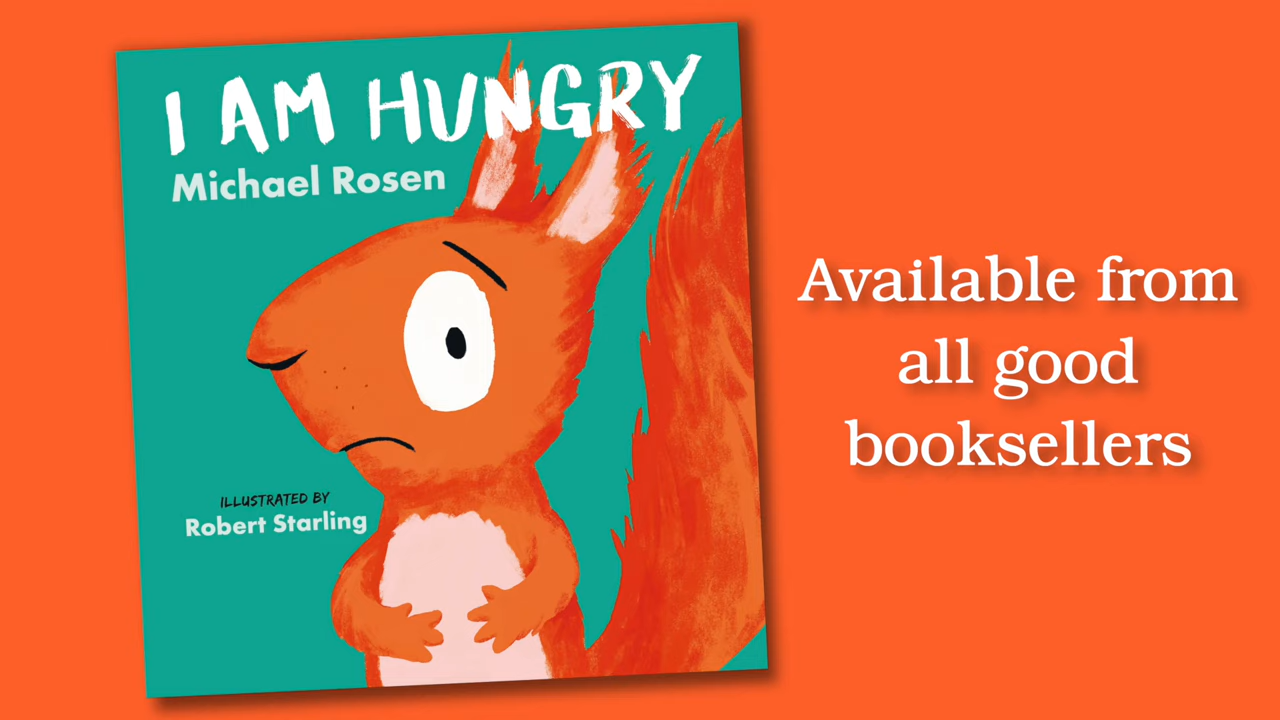 I AM HUNGRY
Michael Rosen
ILLUSTRATED BY
Robert Starling
Available from
all good
booksellers